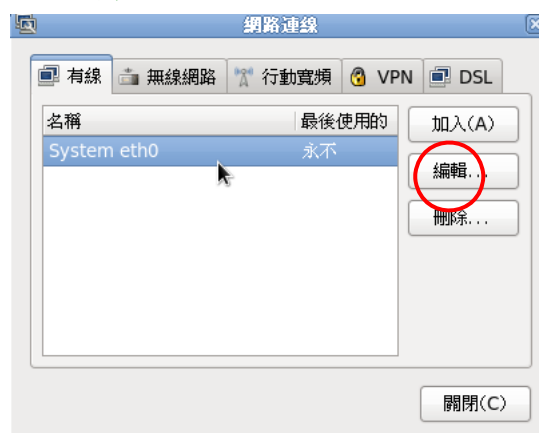 網路連線
有線 無線網路 行動寬頻 VPN DSL
名稱 最後使用的 加入(A)
System eth0 永不
編輯...
刪除...
關閉(C)